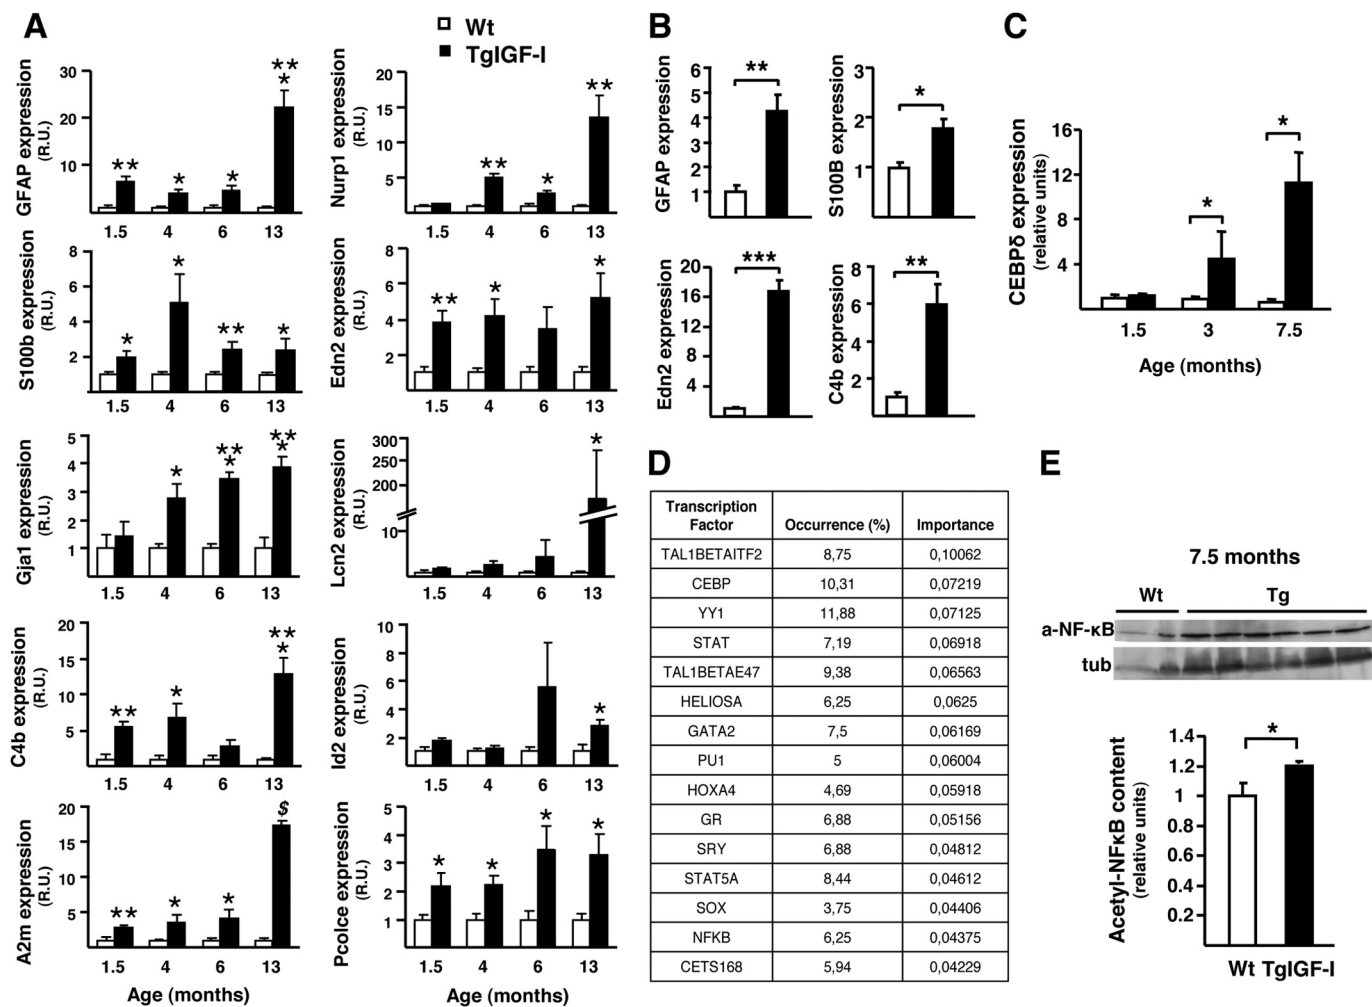 A
Wt
TgIGF-I
GFAP expression
(R.U.)
30
20
10
**
*
*
**
*
1.5 4 6 13
Nurp1 expression
(R.U.)
20
15
10
5
**
*
**
1.5 4 6 13
S100b expression
(R.U.)
8
6
4
2
*
*
**
*
1.5 4 6 13
Edn2 expression
(R.U.)
8
6
4
2
**
*
*
1.5 4 6 13
Gja1 expression
(R.U.)
5
4
3
2
1
*
**
*
**
*
1.5 4 6 13
Lcn2 expression
(R.U.)
300
250
200
10
*
1.5 4 6 13
C4b expression
(R.U.)
20
15
10
5
**
*
**
*
1.5 4 6 13
Id2 expression
(R.U.)
10
8
6
4
2
*
1.5 4 6 13
A2m expression
(R.U.)
20
15
10
5
**
*
*
$
1.5 4 6 13
Age (months)
Pcolce expression
(R.U.)
5
4
3
2
1
*
*
*
*
1.5 4 6 13
Age (months)
B
GFAP expression
6
5
4
3
2
1
**
S100B expression
3
2
1
*
Edn2 expression
20
16
12
8
4
***
C4b expression
8
6
4
2
**
C
CEBPδ expression
(relative units)
16
12
8
4
*
*
1.5 3 7.5
Age (months)
D
Transcription
Factor Occurrence (%) Importance
TAL1BETAITF2 8,75 0,10062
CEBP 10,31 0,07219
YY1 11,88 0,07125
STAT 7,19 0,06918
TAL1BETAE47 9,38 0,06563
HELIOSA 6,25 0,0625
GATA2 7,5 0,06169
PU1 5 0,06004
HOXA4 4,69 0,05918
GR 6,88 0,05156
SRY 6,88 0,04812
STAT5A 8,44 0,04612
SOX 3,75 0,04406
NFKB 6,25 0,04375
CETS168 5,94 0,04229
E
7.5 months
Wt Tg
a-NF-κB
tub
Acetyl-NFκB content
(relative units)
1.4
1.2
1
0.8
0.6
0.4
0.2
*
Wt TgIGF-I